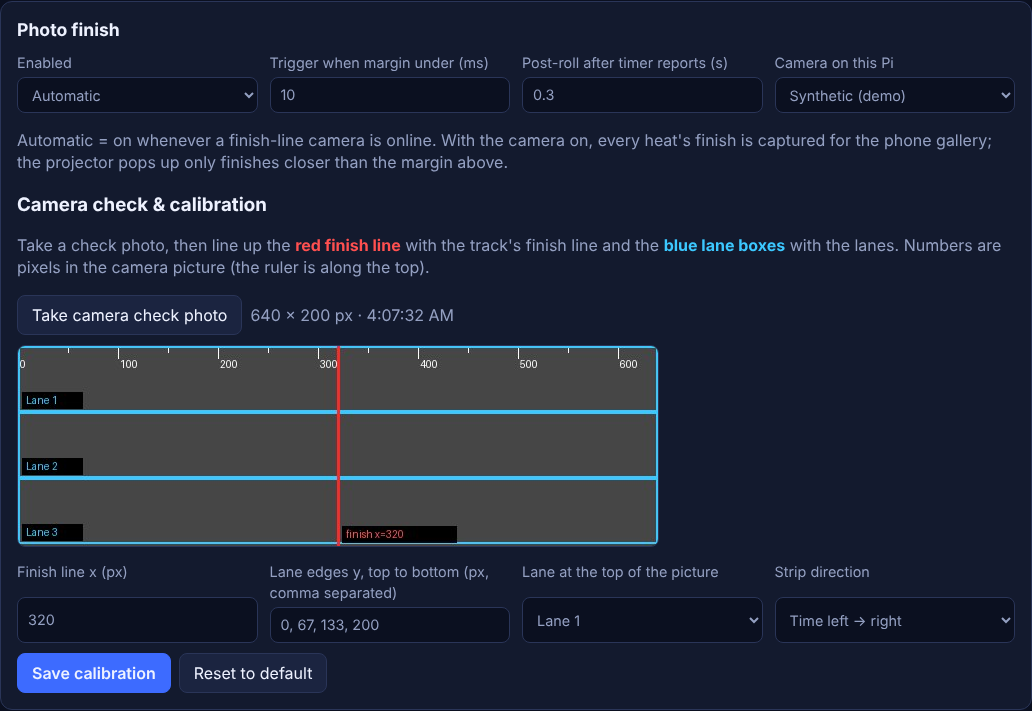 Photo finish
Enabled
Trigger when margin under (ms)
Post-roll after timer reports (s)
Camera on this Pi
Automatic
10
0.3
Synthetic (demo)
Automatic = on whenever a finish-line camera is online. With the camera on, every heat's finish is captured for the phone gallery;
the projector pops up only finishes closer than the margin above.
Camera check & calibration
Take a check photo, then line up the red finish line with the track's finish line and the blue lane boxes with the lanes. Numbers are
pixels in the camera picture (the ruler is along the top).
Take camera check photo
640 × 200 px · 4:07:32 AM
0 100 200 300 400 500 600
Lane 1
Lane 2
Lane 3
finish x=320
Finish line x (px)
Lane edges y, top to bottom (px,
comma separated)
Lane at the top of the picture
Strip direction
320
0, 67, 133, 200
Lane 1
Time left → right
Save calibration
Reset to default